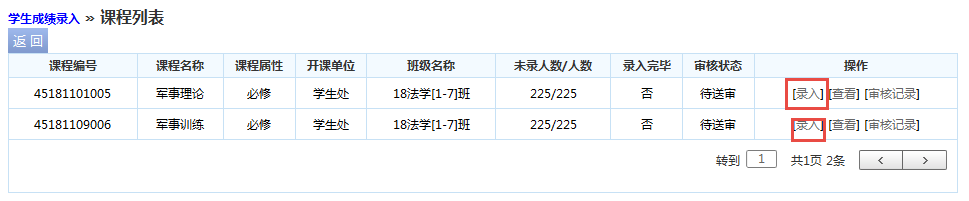 学生成绩录入 » 课程列表
返 回
课程编号 课程名称 课程属性 开课单位 班级名称 未录人数/人数 录入完毕 审核状态 操作
45181101005 军事理论 必修 学生处 18法学[1-7]班 225/225 否 待送审 [录入] [查看] [审核记录]
45181109006 军事训练 必修 学生处 18法学[1-7]班 225/225 否 待送审 [录入] [查看] [审核记录]
转到 1 共1页 2条 < >